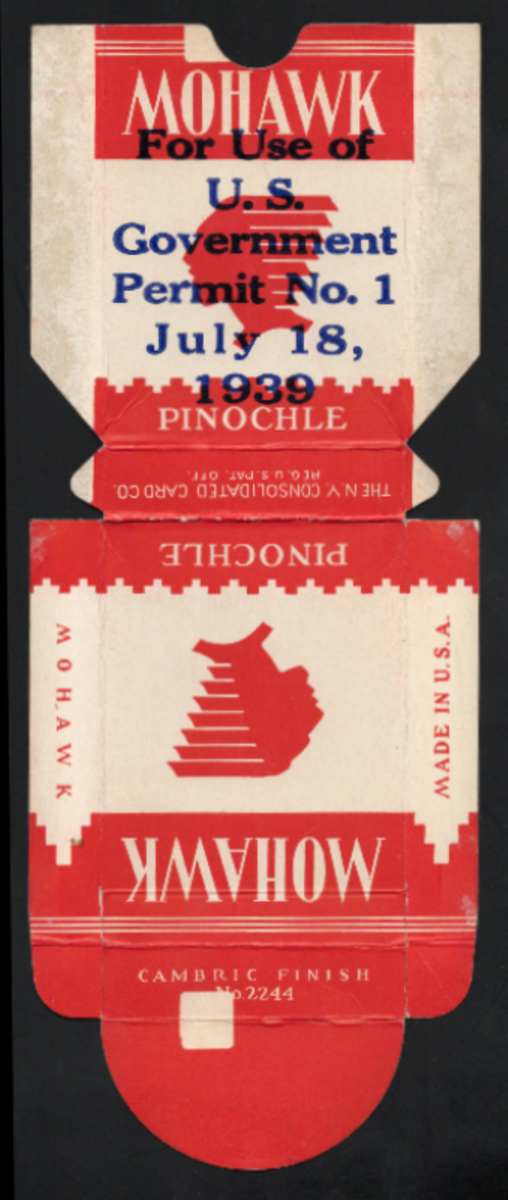 MOHAWK
For Use of
U. S.
Government
Permit No. 1
July 18,
1939
PINOCHLE
THE N.Y. CONSOLIDATED CARD CO.
REG. U.S. PAT. OFF.
PINOCHLE
MOHAWK
MADE IN U.S.A.
MOHAWK
CAMBRIC FINISH
No. 2244